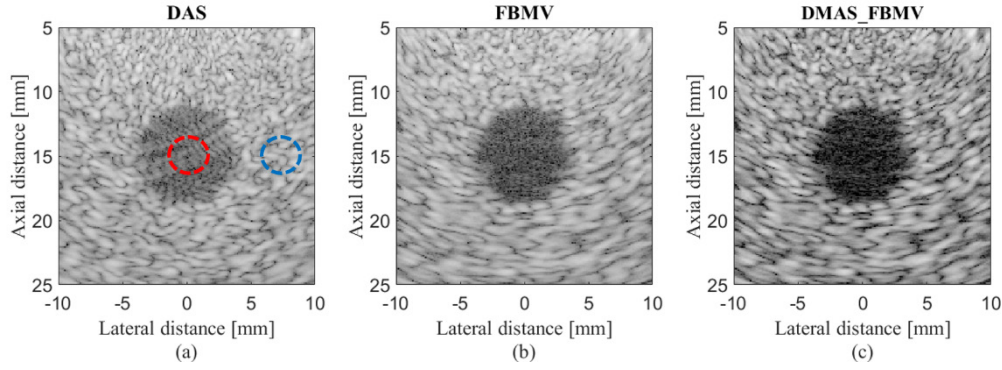 DAS
FBMV
DMAS_FBMV
5
10
15
20
25
Axial distance [mm]
-10 -5 0 5 10
Lateral distance [mm]
(a)
5
10
15
20
25
Axial distance [mm]
-10 -5 0 5 10
Lateral distance [mm]
(b)
5
10
15
20
25
Axial distance [mm]
-10 -5 0 5 10
Lateral distance [mm]
(c)